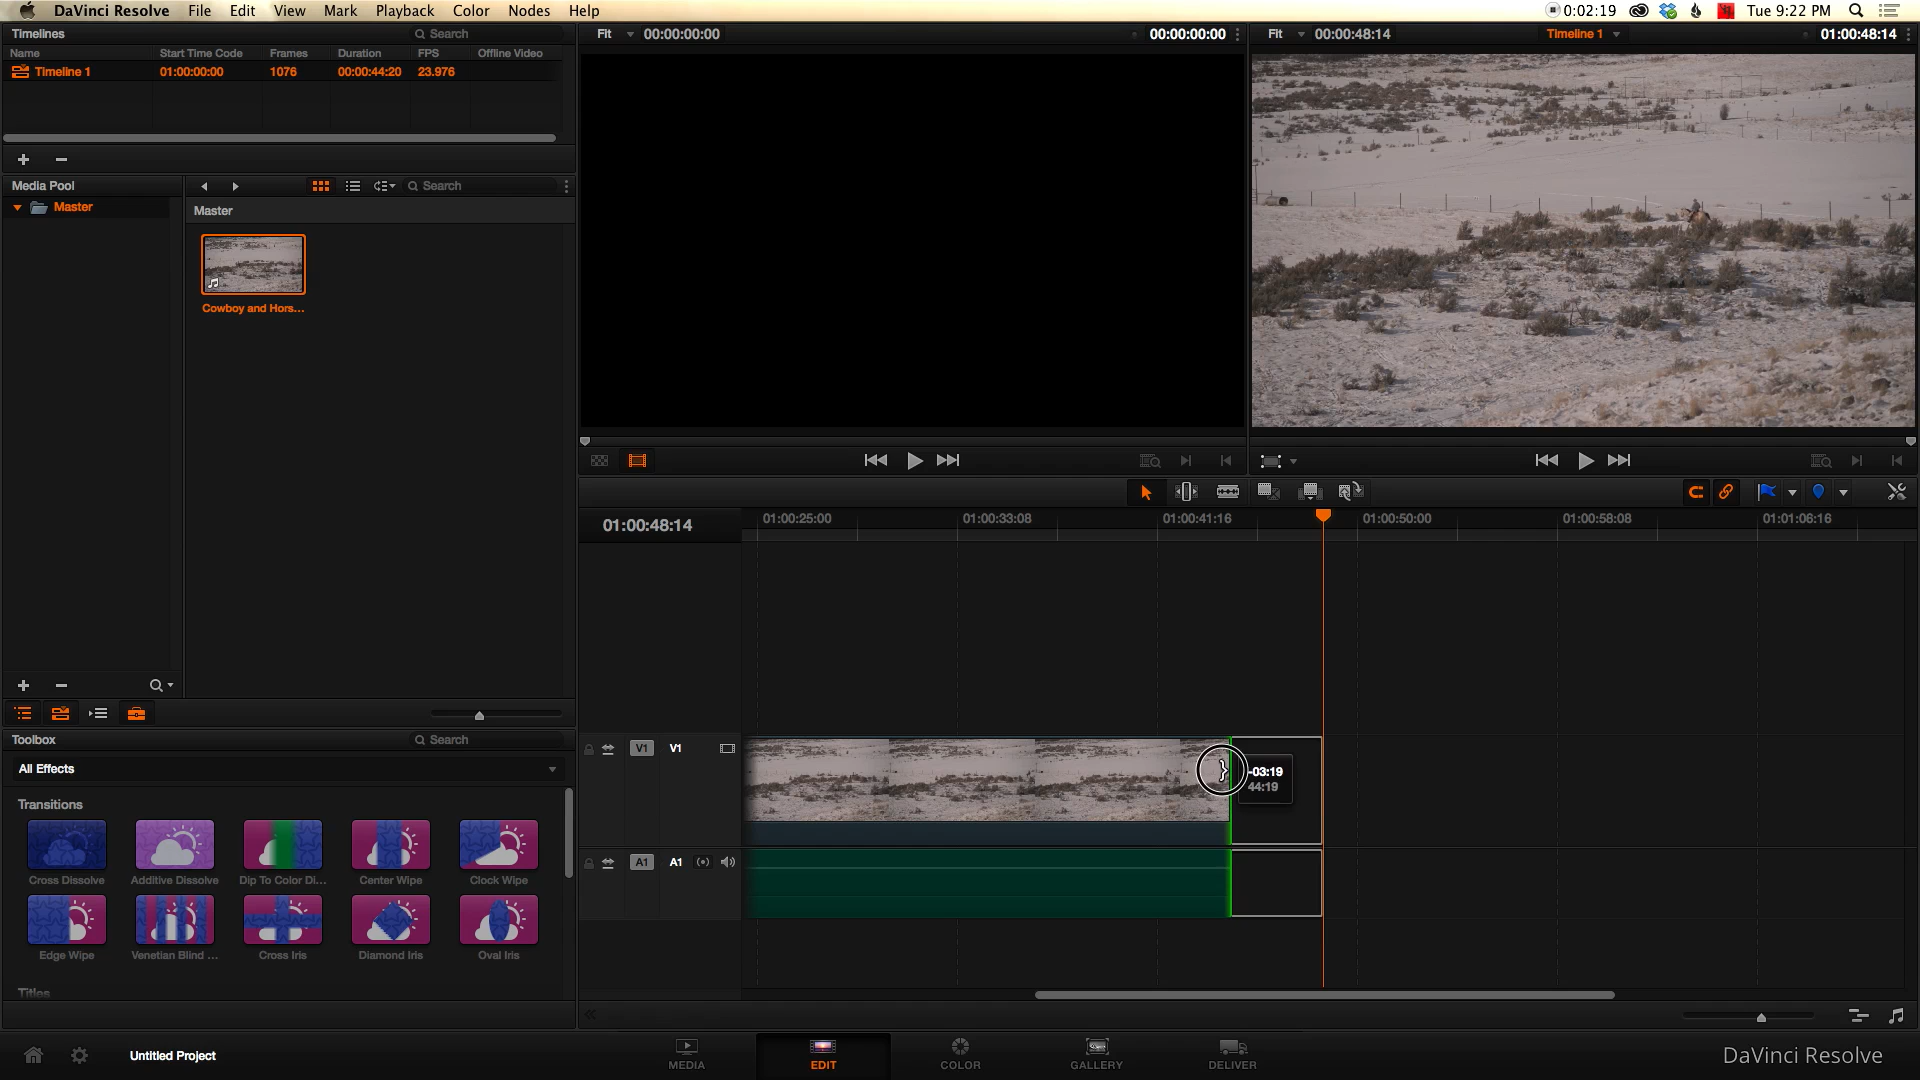 DaVinci Resolve File Edit View Mark Playback Color Nodes Help 0:02:19 Tue 9:22 PM
Timelines Search Fit 00:00:00:00 00:00:00:00 Fit 00:00:48:14 Timeline 1 01:00:48:14
Name Start Time Code Frames Duration FPS Offline Video
Timeline 1 01:00:00:00 1076 00:00:44:20 23.976
Media Pool Search
Master
Master
Cowboy and Hors...
01:00:48:14 01:00:25:00 01:00:33:08 01:00:41:16 01:00:50:00 01:00:58:08 01:01:06:16
Toolbox Search
V1 V1
All Effects
-03:19
44:19
Transitions
A1 A1
Cross Dissolve Additive Dissolve Dip To Color Di... Center Wipe Clock Wipe
Edge Wipe Venetian Blind ... Cross Iris Diamond Iris Oval Iris
Titles
Untitled Project
MEDIA EDIT COLOR GALLERY DELIVER
DaVinci Resolve